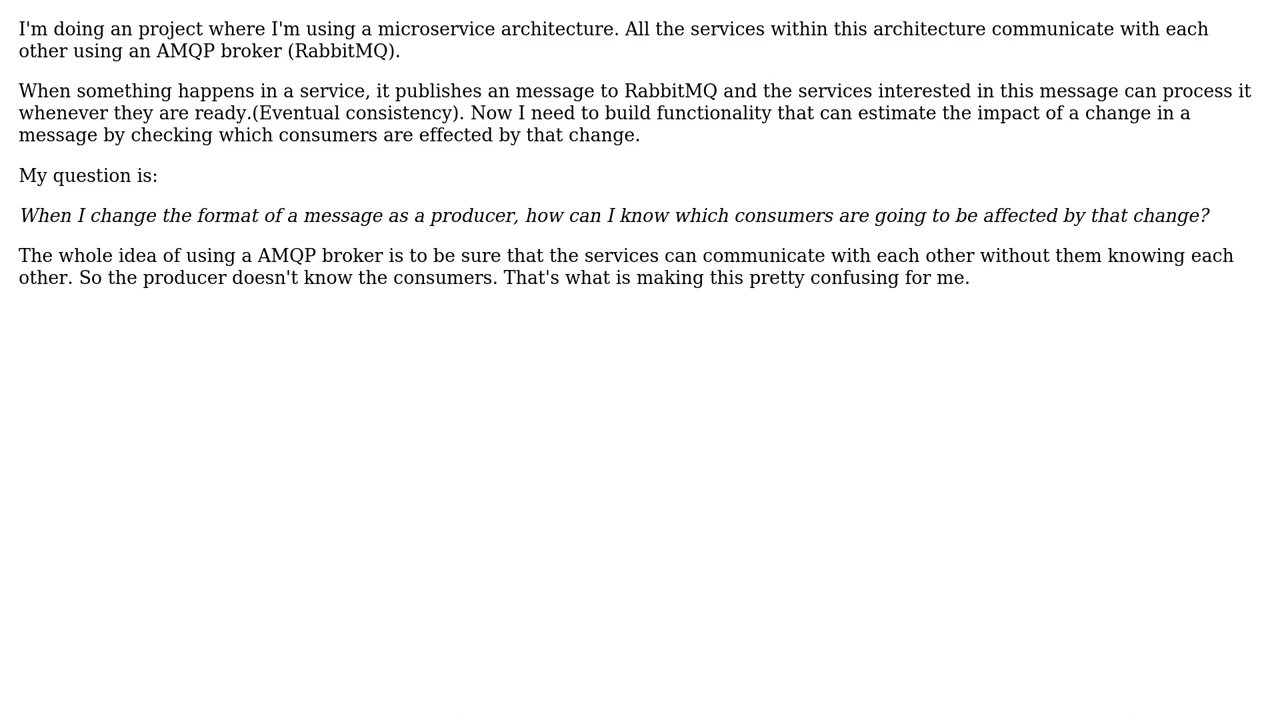 I'm doing an project where I'm using a microservice architecture. All the services within this architecture communicate with each
other using an AMQP broker (RabbitMQ).
When something happens in a service, it publishes an message to RabbitMQ and the services interested in this message can process it
whenever they are ready.(Eventual consistency). Now I need to build functionality that can estimate the impact of a change in a
message by checking which consumers are effected by that change.
My question is:
When I change the format of a message as a producer, how can I know which consumers are going to be affected by that change?
The whole idea of using a AMQP broker is to be sure that the services can communicate with each other without them knowing each
other. So the producer doesn't know the consumers. That's what is making this pretty confusing for me.